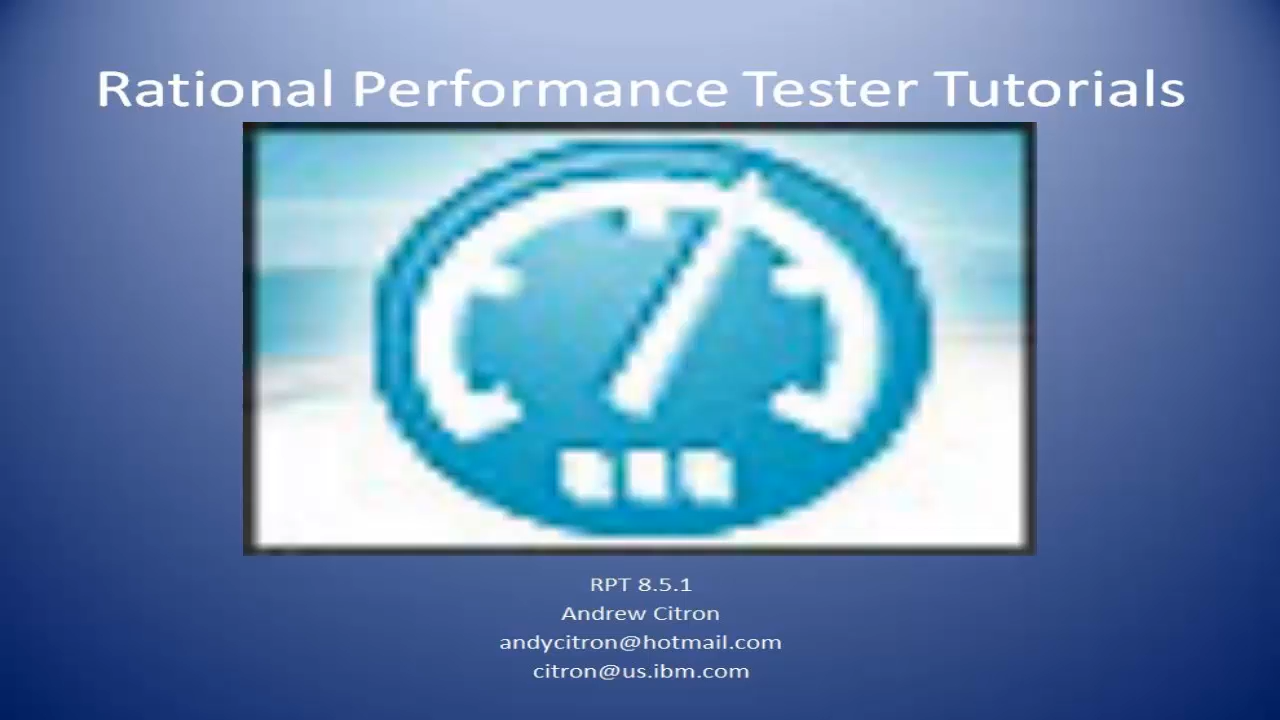 Rational Performance Tester Tutorials
RPT 8.5.1
Andrew Citron
andycitron@hotmail.com
citron@us.ibm.com